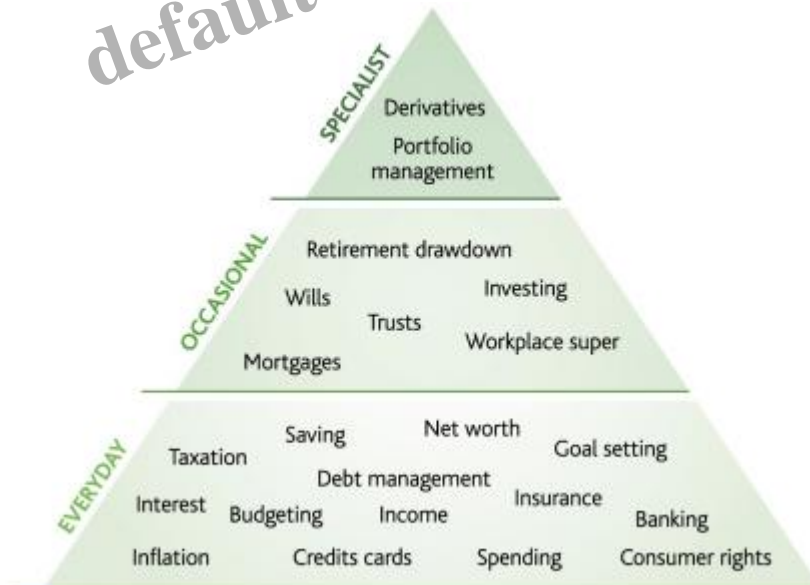 default
SPECIALIST
Derivatives
Portfolio
management
OCCASIONAL
Retirement drawdown
Wills
Investing
Trusts
Workplace super
Mortgages
EVERYDAY
Saving
Net worth
Taxation
Goal setting
Debt management
Interest
Insurance
Budgeting
Income
Banking
Inflation
Credits cards
Spending
Consumer rights